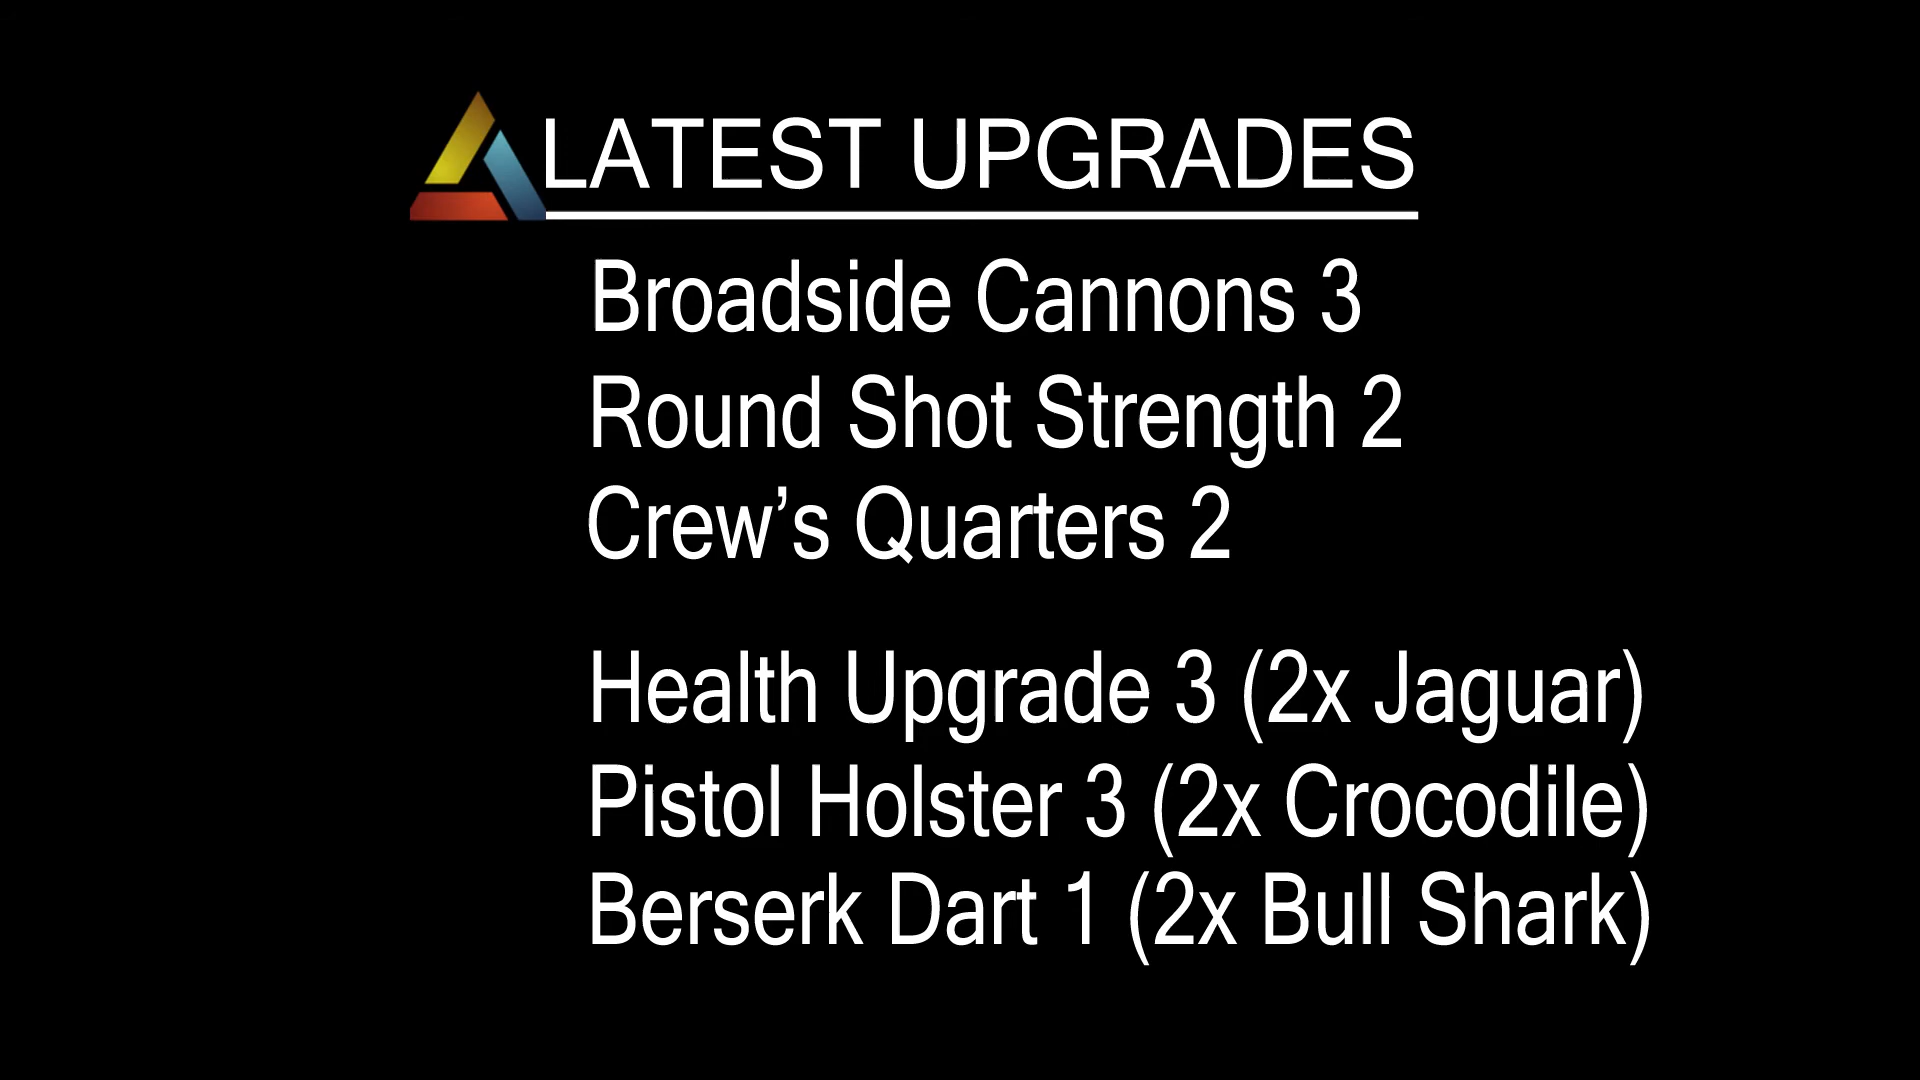 LATEST UPGRADES
Broadside Cannons 3
Round Shot Strength 2
Crew’s Quarters 2
Health Upgrade 3 (2x Jaguar)
Pistol Holster 3 (2x Crocodile)
Berserk Dart 1 (2x Bull Shark)